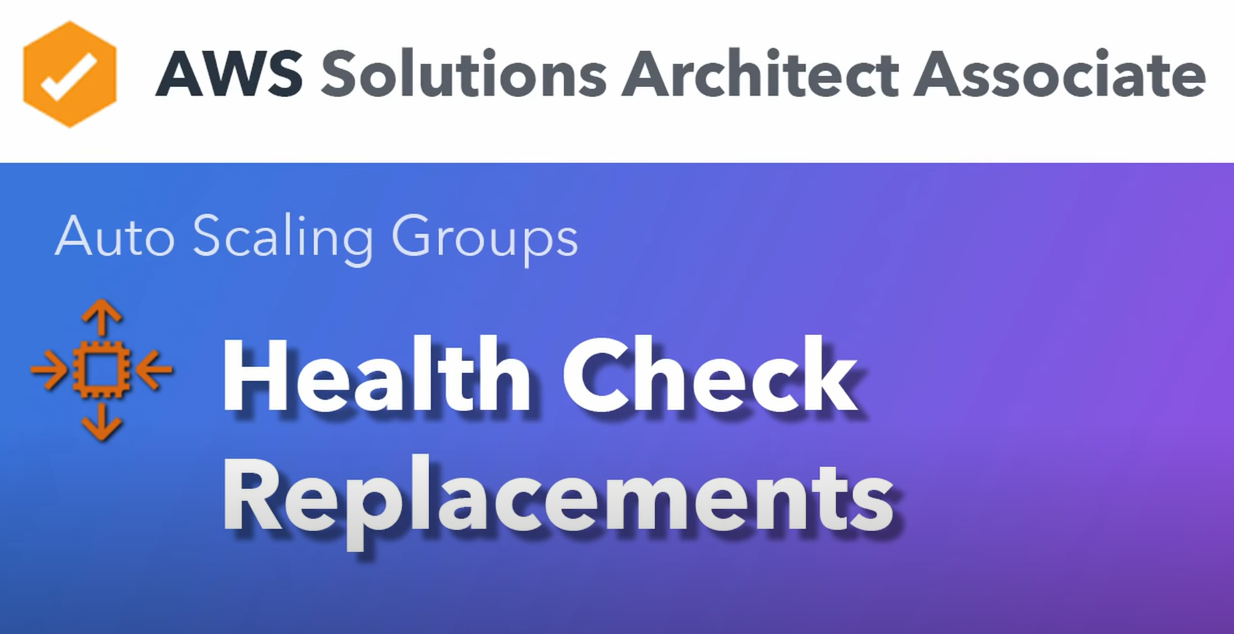 AWS Solutions Architect Associate
Auto Scaling Groups
Health Check
Replacements